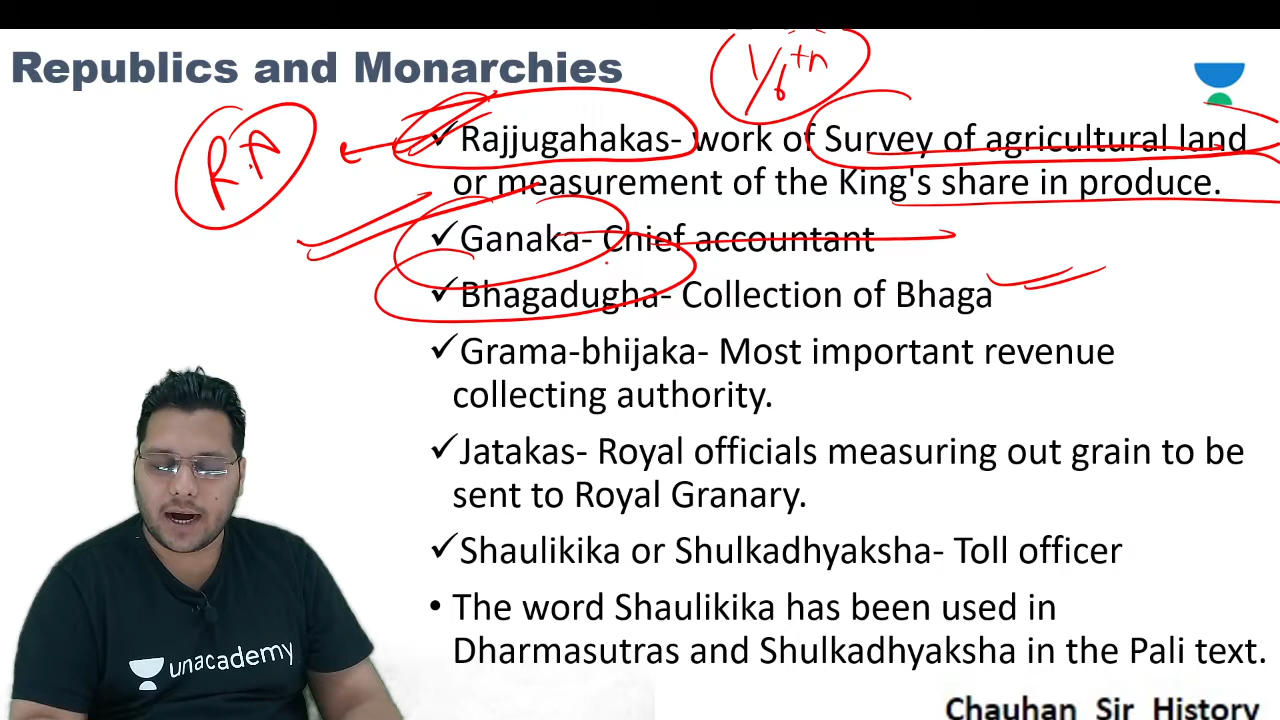 Republics and Monarchies
1/6th
R.A
✓Rajjugahakas- work of Survey of agricultural land
or measurement of the King's share in produce.
✓Ganaka- Chief accountant
✓Bhagadugha- Collection of Bhaga
✓Grama-bhijaka- Most important revenue
collecting authority.
✓Jatakas- Royal officials measuring out grain to be
sent to Royal Granary.
✓Shaulikika or Shulkadhyaksha- Toll officer
• The word Shaulikika has been used in
Dharmasutras and Shulkadhyaksha in the Pali text.
unacademy
Chauhan Sir History